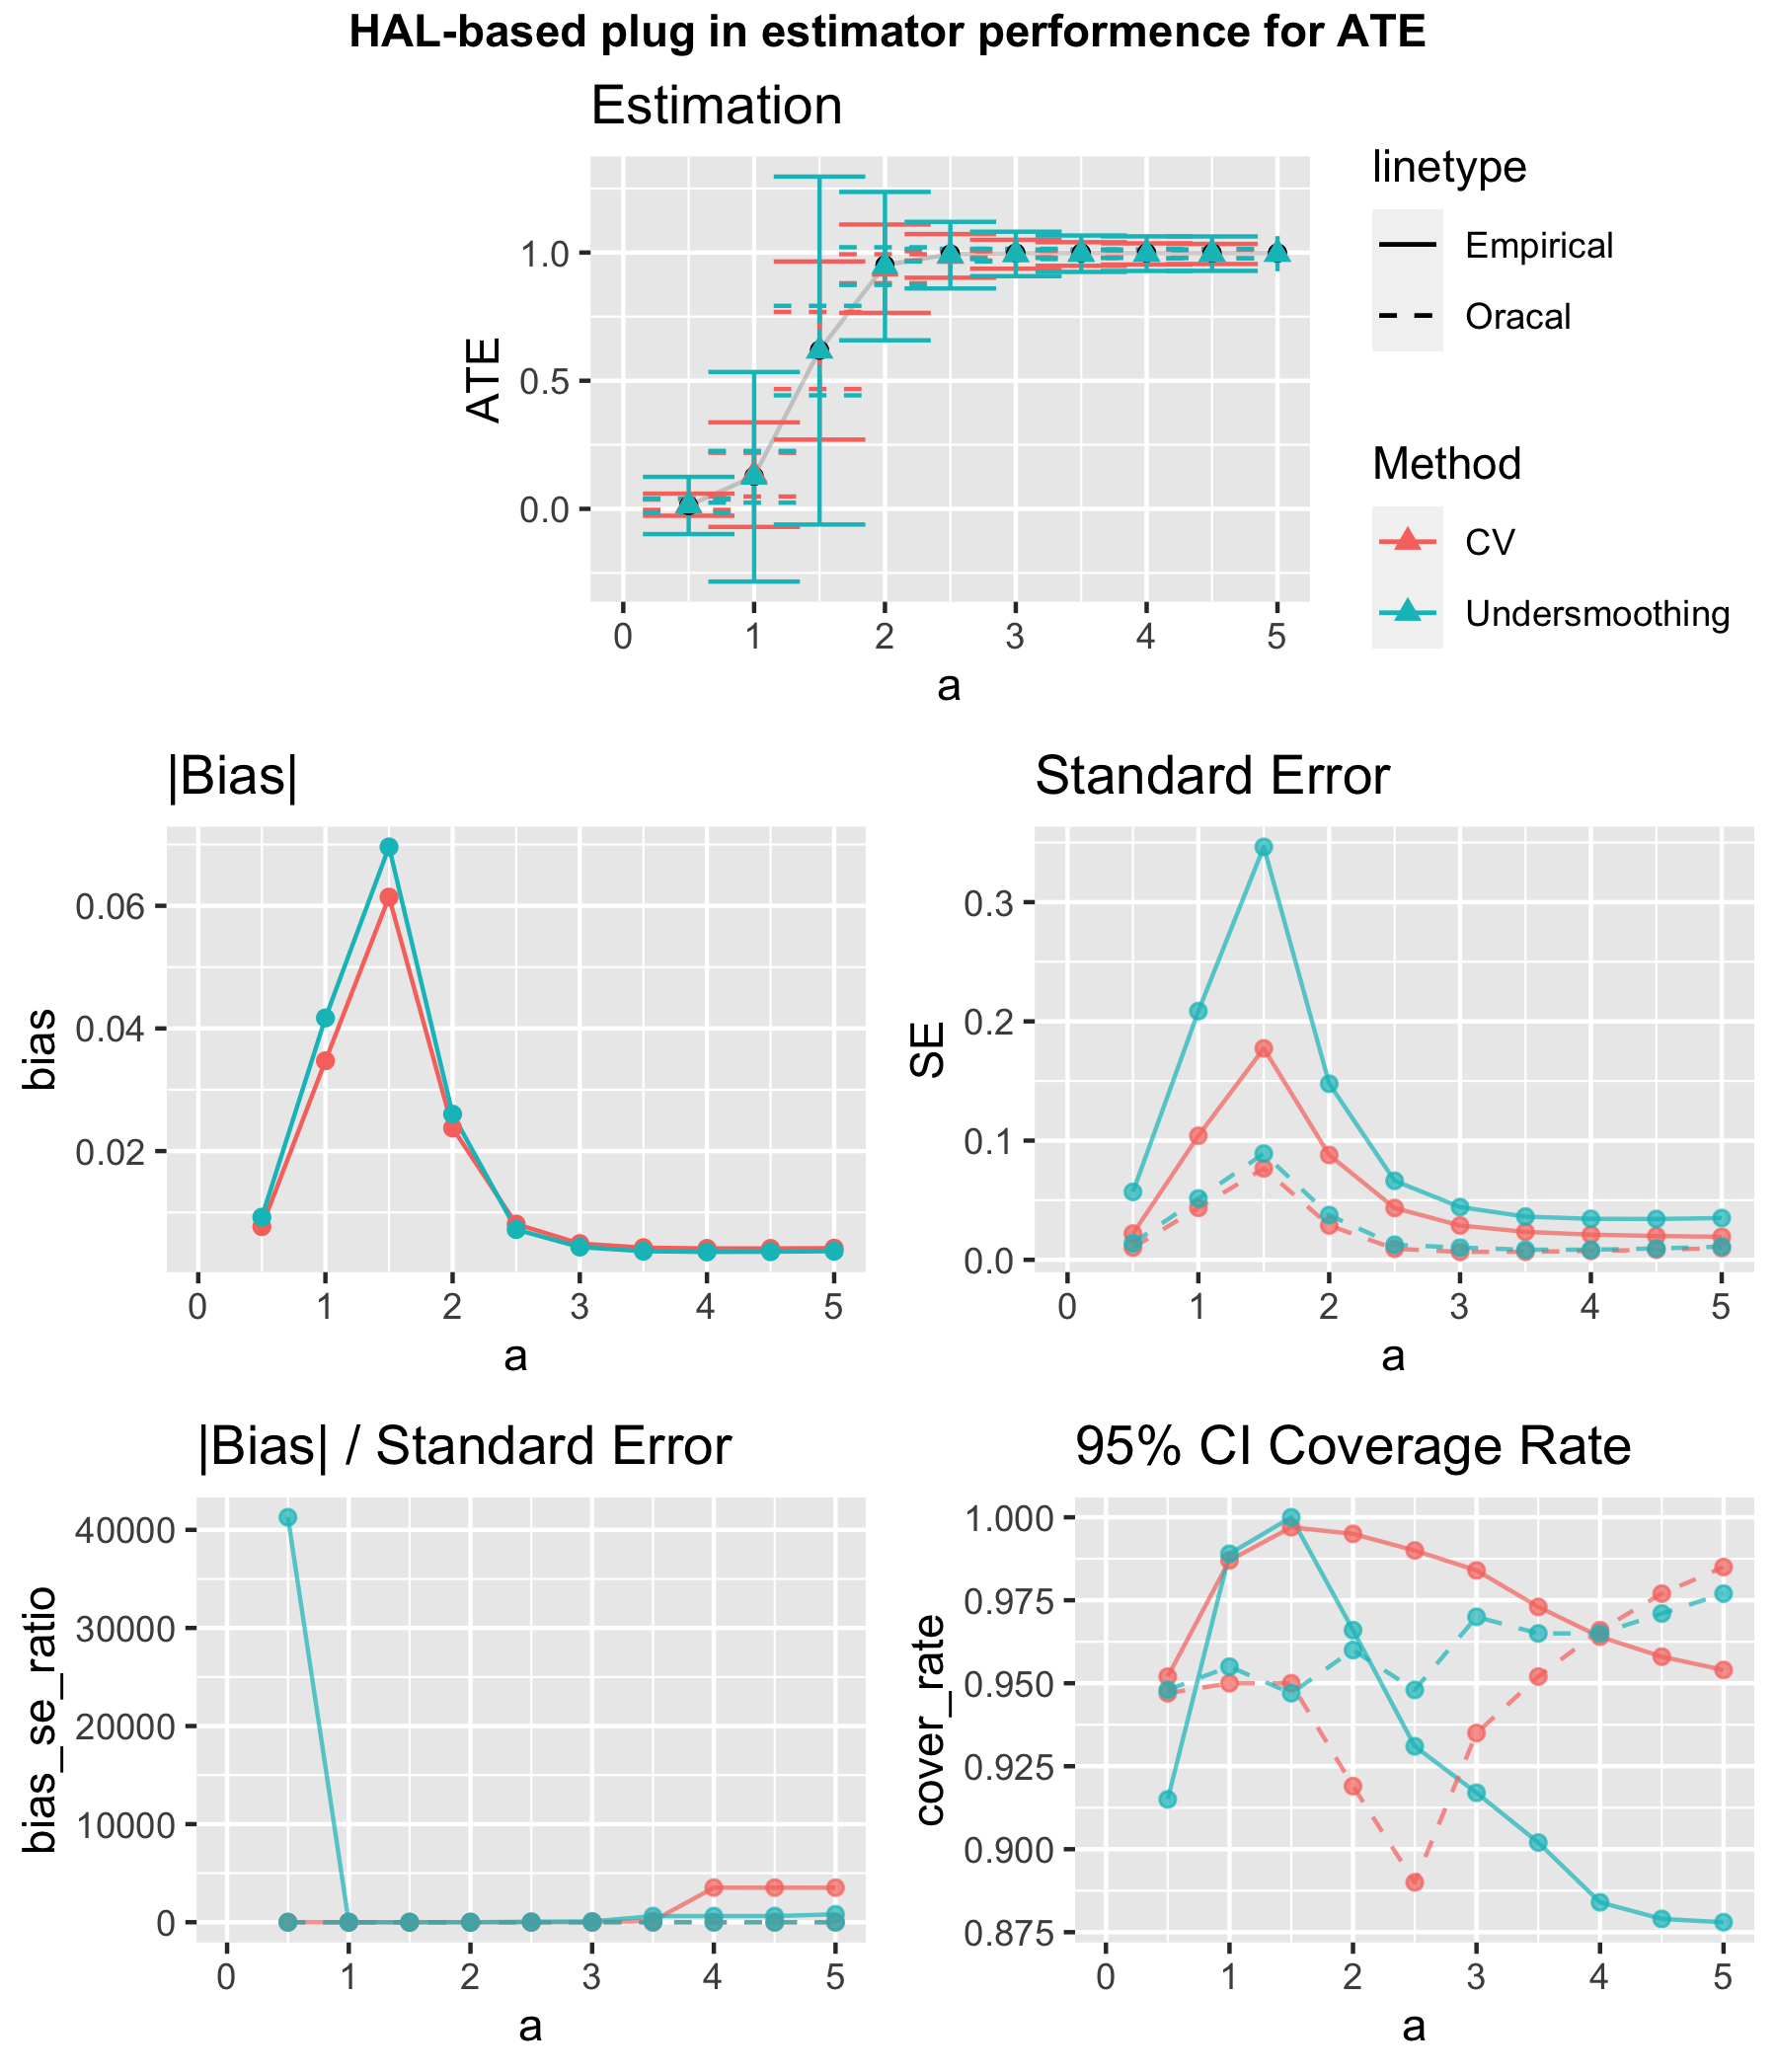 HAL-based plug in estimator performence for ATE
Estimation
ATE
1.0
0.5
0.0
0 1 2 3 4 5
a
linetype
Empirical
Oracal
Method
CV
Undersmoothing
|Bias|
bias
0.06
0.04
0.02
0 1 2 3 4 5
a
Standard Error
SE
0.3
0.2
0.1
0.0
0 1 2 3 4 5
a
|Bias| / Standard Error
bias_se_ratio
40000
30000
20000
10000
0
0 1 2 3 4 5
a
95% CI Coverage Rate
cover_rate
1.000
0.975
0.950
0.925
0.900
0.875
0 1 2 3 4 5
a